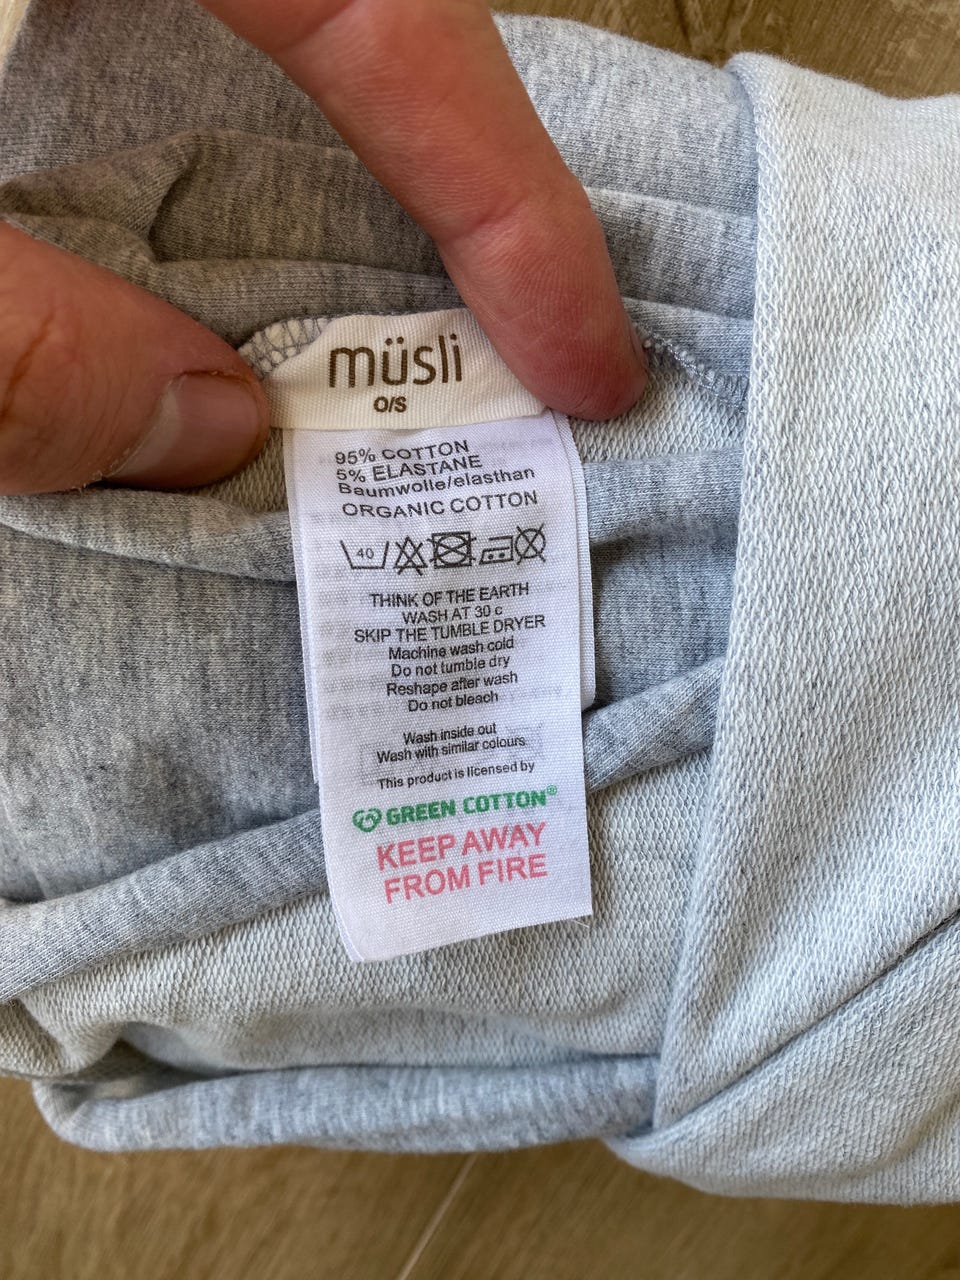 müsli
O/S
95% COTTON
5% ELASTANE
Baumwolle/elasthan
ORGANIC COTTON
40
THINK OF THE EARTH
WASH AT 30 c
SKIP THE TUMBLE DRYER
Machine wash cold
Do not tumble dry
Reshape after wash
Do not bleach
Wash inside out
Wash with similar colours
This product is licensed by
GREEN COTTON®
KEEP AWAY
FROM FIRE